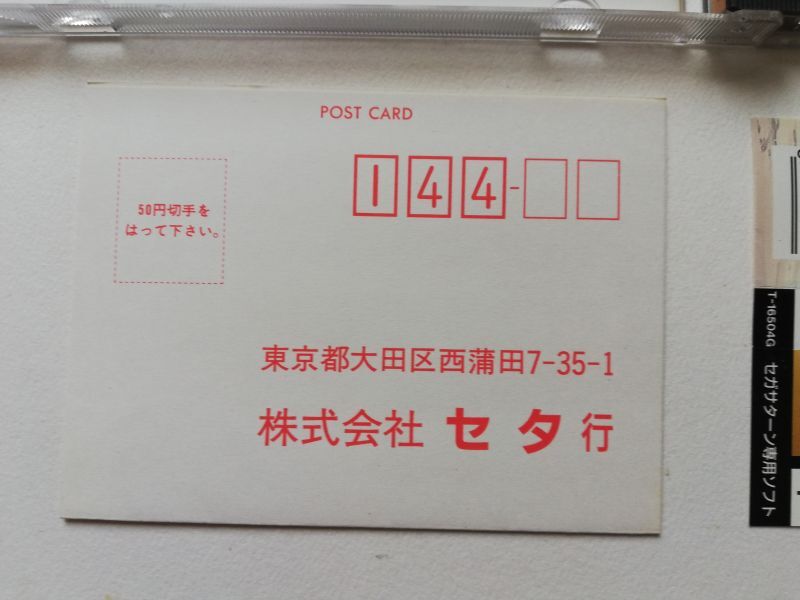 POST CARD
144-
50円切手を
はって下さい。
東京都大田区西蒲田7-35-1
株式会社 セタ 行
T-16504G セガサターン専用ソフト